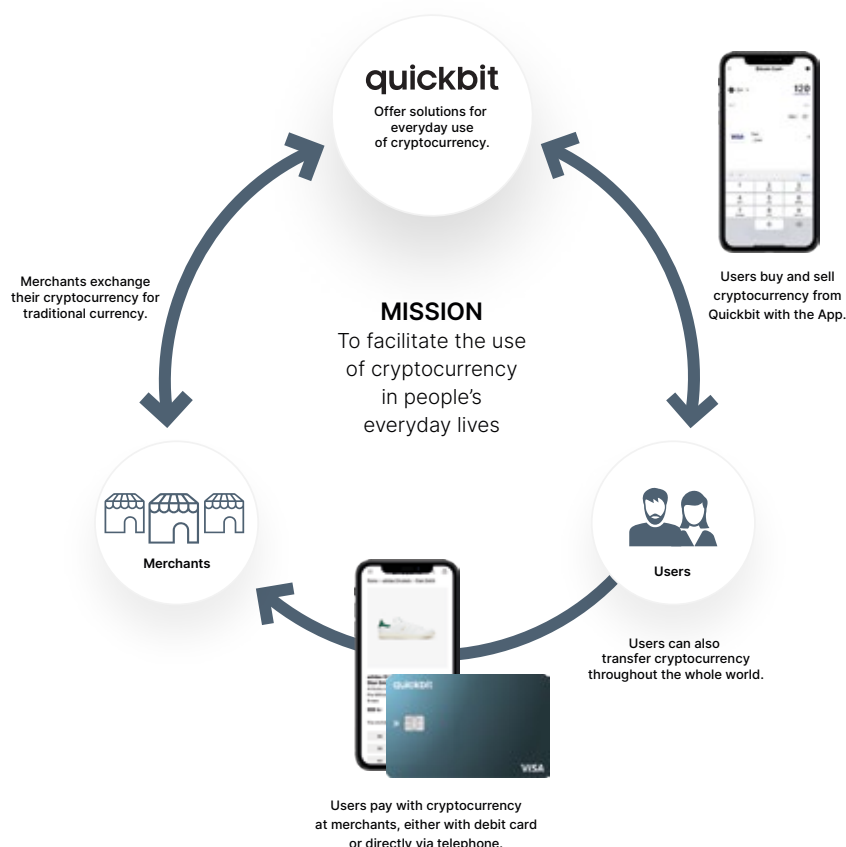 quickbit
Offer solutions for
everyday use
of cryptocurrency.
120
VISA
Users buy and sell
cryptocurrency from
Quickbit with the App.
Merchants exchange
their cryptocurrency for
traditional currency.
MISSION
To facilitate the use
of cryptocurrency
in people’s
everyday lives
Merchants
Users
Users can also
transfer cryptocurrency
throughout the whole world.
quickbit
VISA
Users pay with cryptocurrency
at merchants, either with debit card
or directly via telephone.